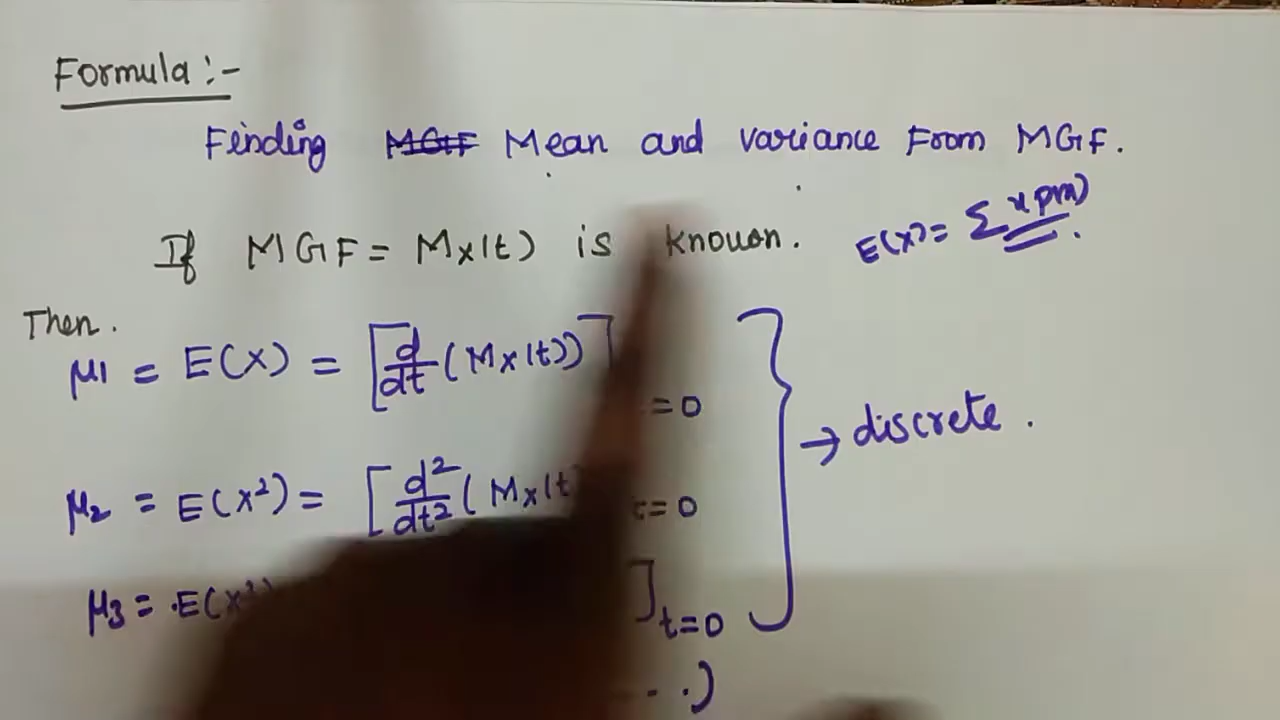 Formula :-
Finding MGF Mean and variance From MGF.
If MGF = Mx(t) is known.
E(X) = Σ x p(x) .
Then.
μ1 = E(X) = [d/dt (Mx(t))] t=0
μ2 = E(X²) = [d²/dt² (Mx(t) t=0
μ3 = .E(X³) ]t=0
→ discrete .
. . .)